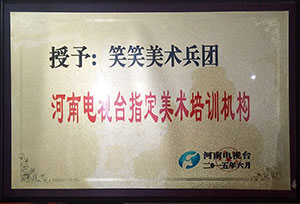 授予：笑笑美术兵团
河南电视台指定美术培训机构
河南电视台
二〇一五年六月